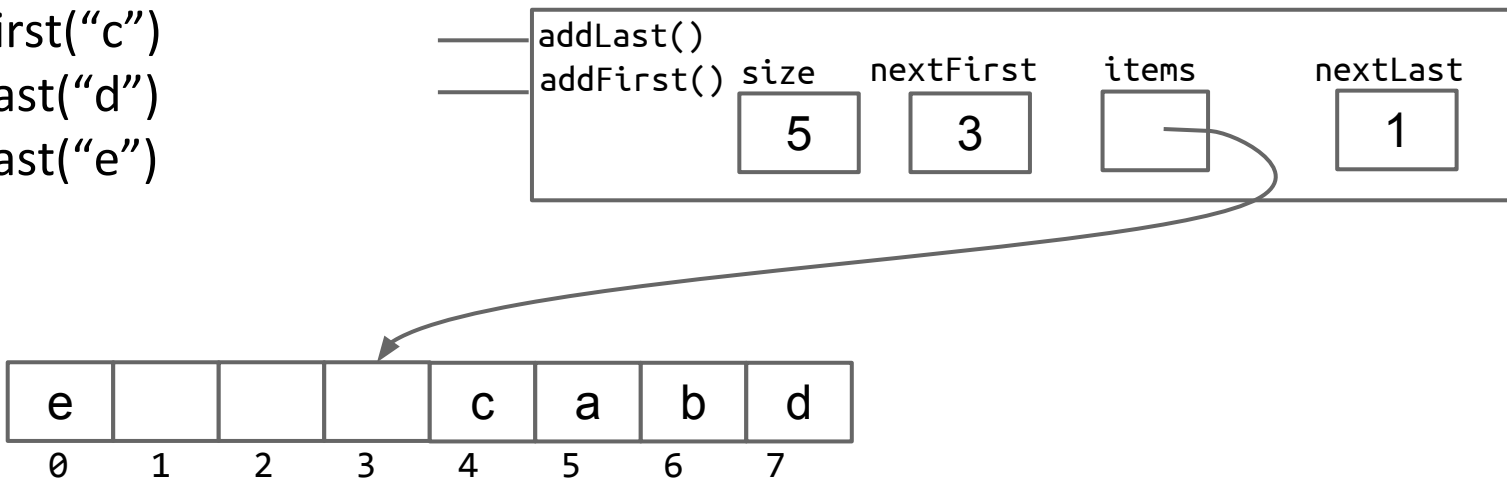 irst(“c”)
ast(“d”)
ast(“e”)
addLast()
addFirst()
size nextFirst items nextLast
5 3 1
e c a b d
0 1 2 3 4 5 6 7